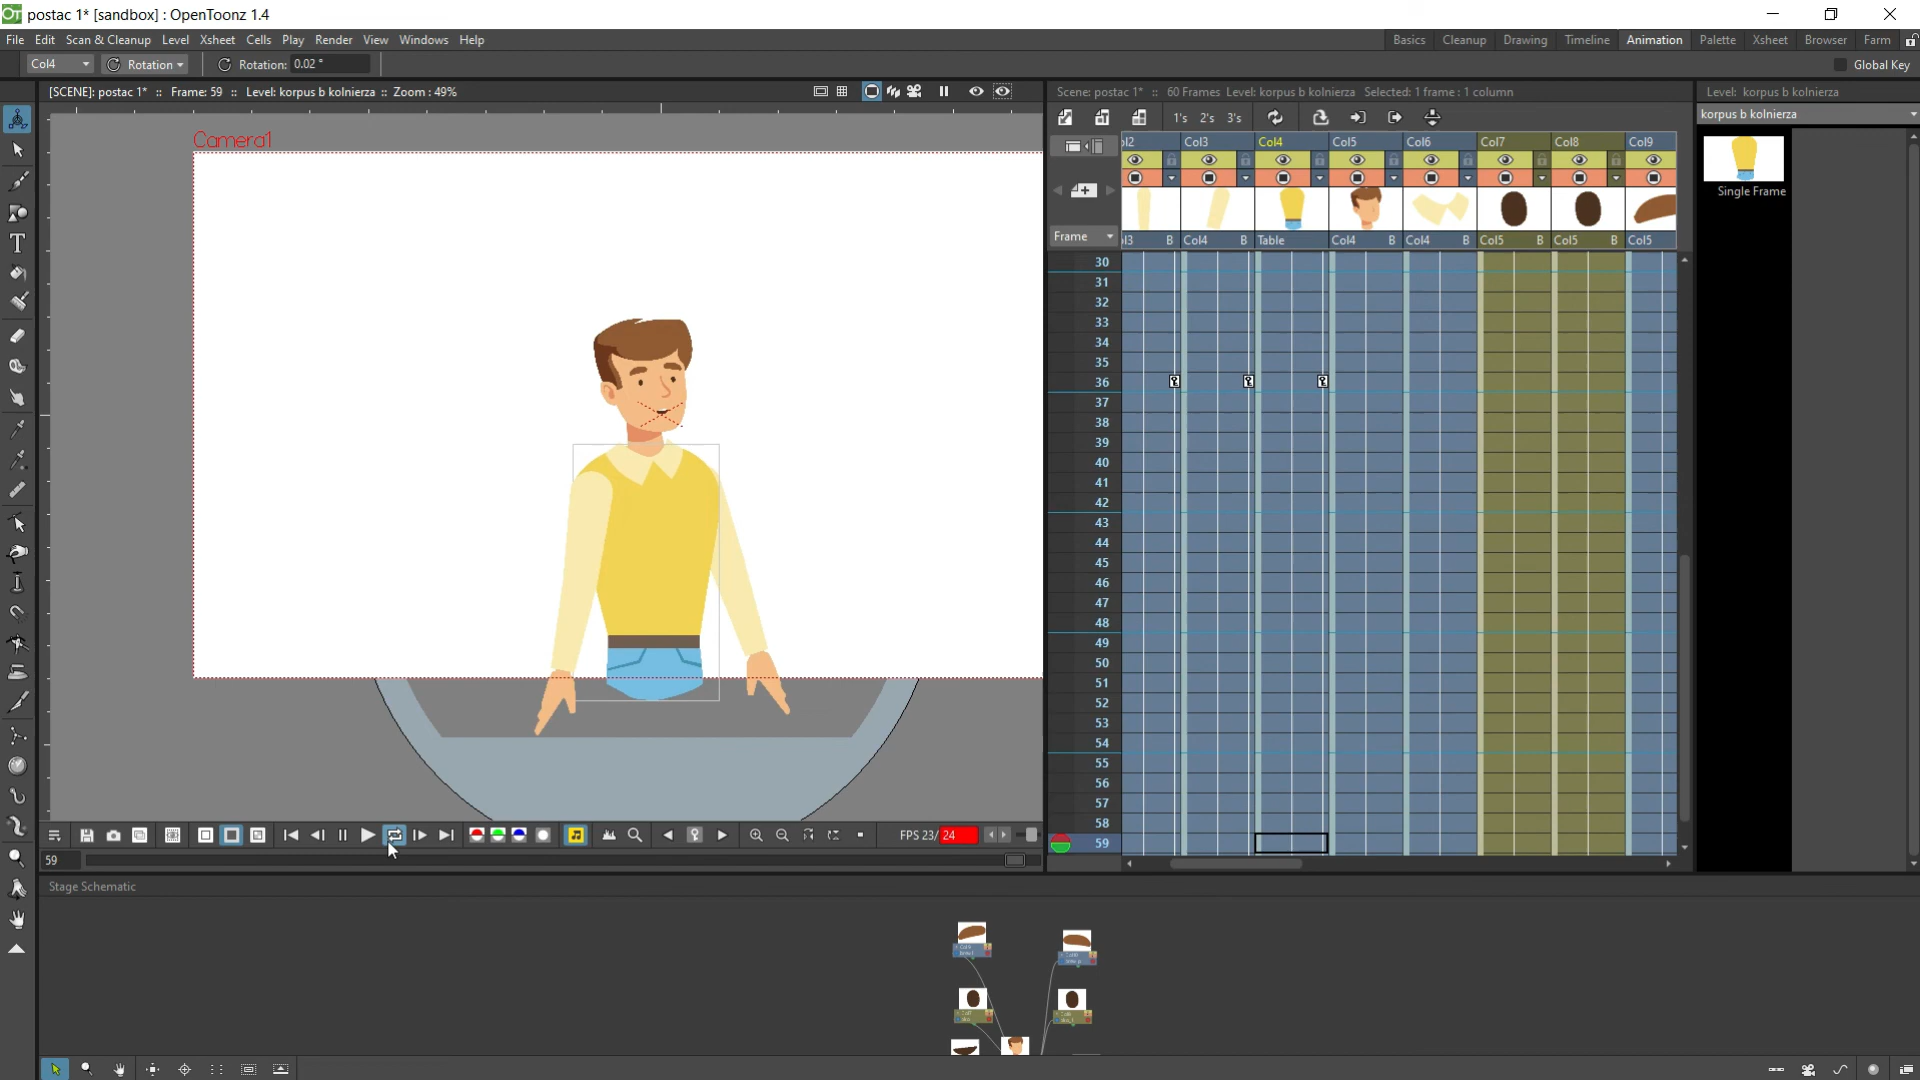 postac 1* [sandbox] : OpenToonz 1.4
File Edit Scan & Cleanup Level Xsheet Cells Play Render View Windows Help
Basics Cleanup Drawing Timeline Animation Palette Xsheet Browser Farm
Col4 Rotation Rotation: 0.02 ° Global Key
[SCENE]: postac 1* :: Frame: 59 :: Level: korpus b kolnierza :: Zoom : 49%
Scene: postac 1* :: 60 Frames Level: korpus b kolnierza Selected: 1 frame : 1 column
Level: korpus b kolnierza
korpus b kolnierza
1's 2's 3's
Camera1
Col3 Col4 Col5 Col6 Col7 Col8 Col9
Single Frame
Frame
B Col4 B Table Col4 B Col4 B Col5 B Col5 B Col5
30
31
32
33
34
35
36
37
38
39
40
41
42
43
44
45
46
47
48
49
50
51
52
53
54
55
56
57
58
59
FPS 23/ 24
59
Stage Schematic